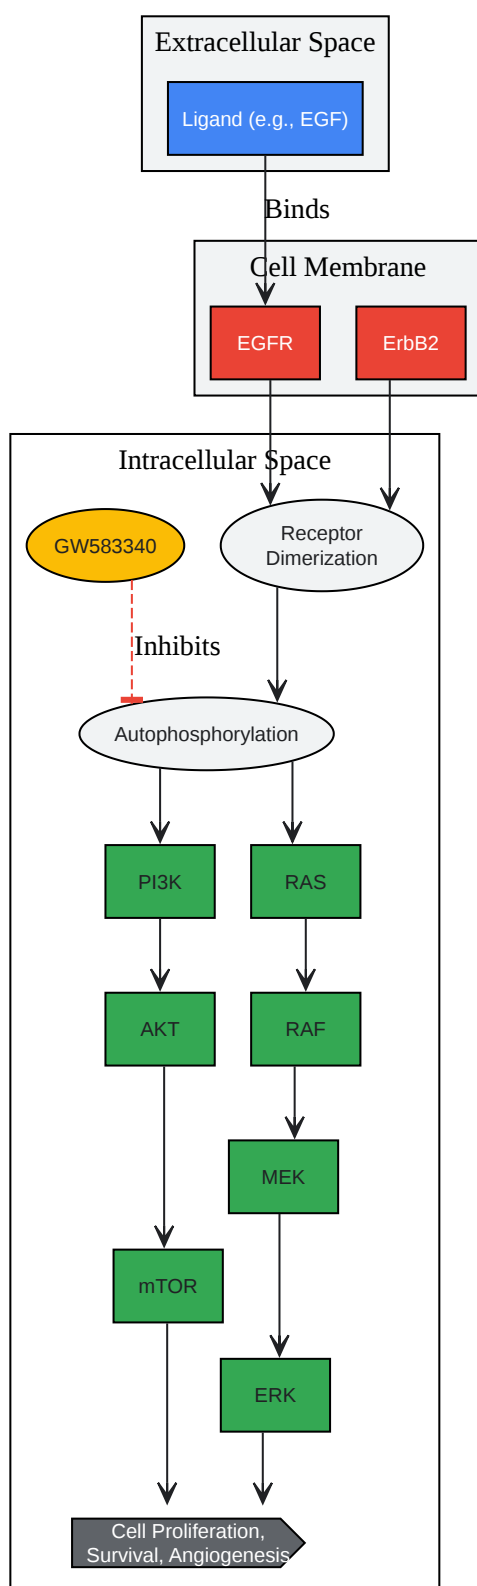 Extracellular Space
Ligand (e.g., EGF)
Binds
Cell Membrane
EGFR
ErbB2
Intracellular Space
GW583340
Receptor
Dimerization
Inhibits
Autophosphorylation
PI3K
RAS
AKT
RAF
MEK
mTOR
ERK
Cell Proliferation,
Survival, Angiogenesis